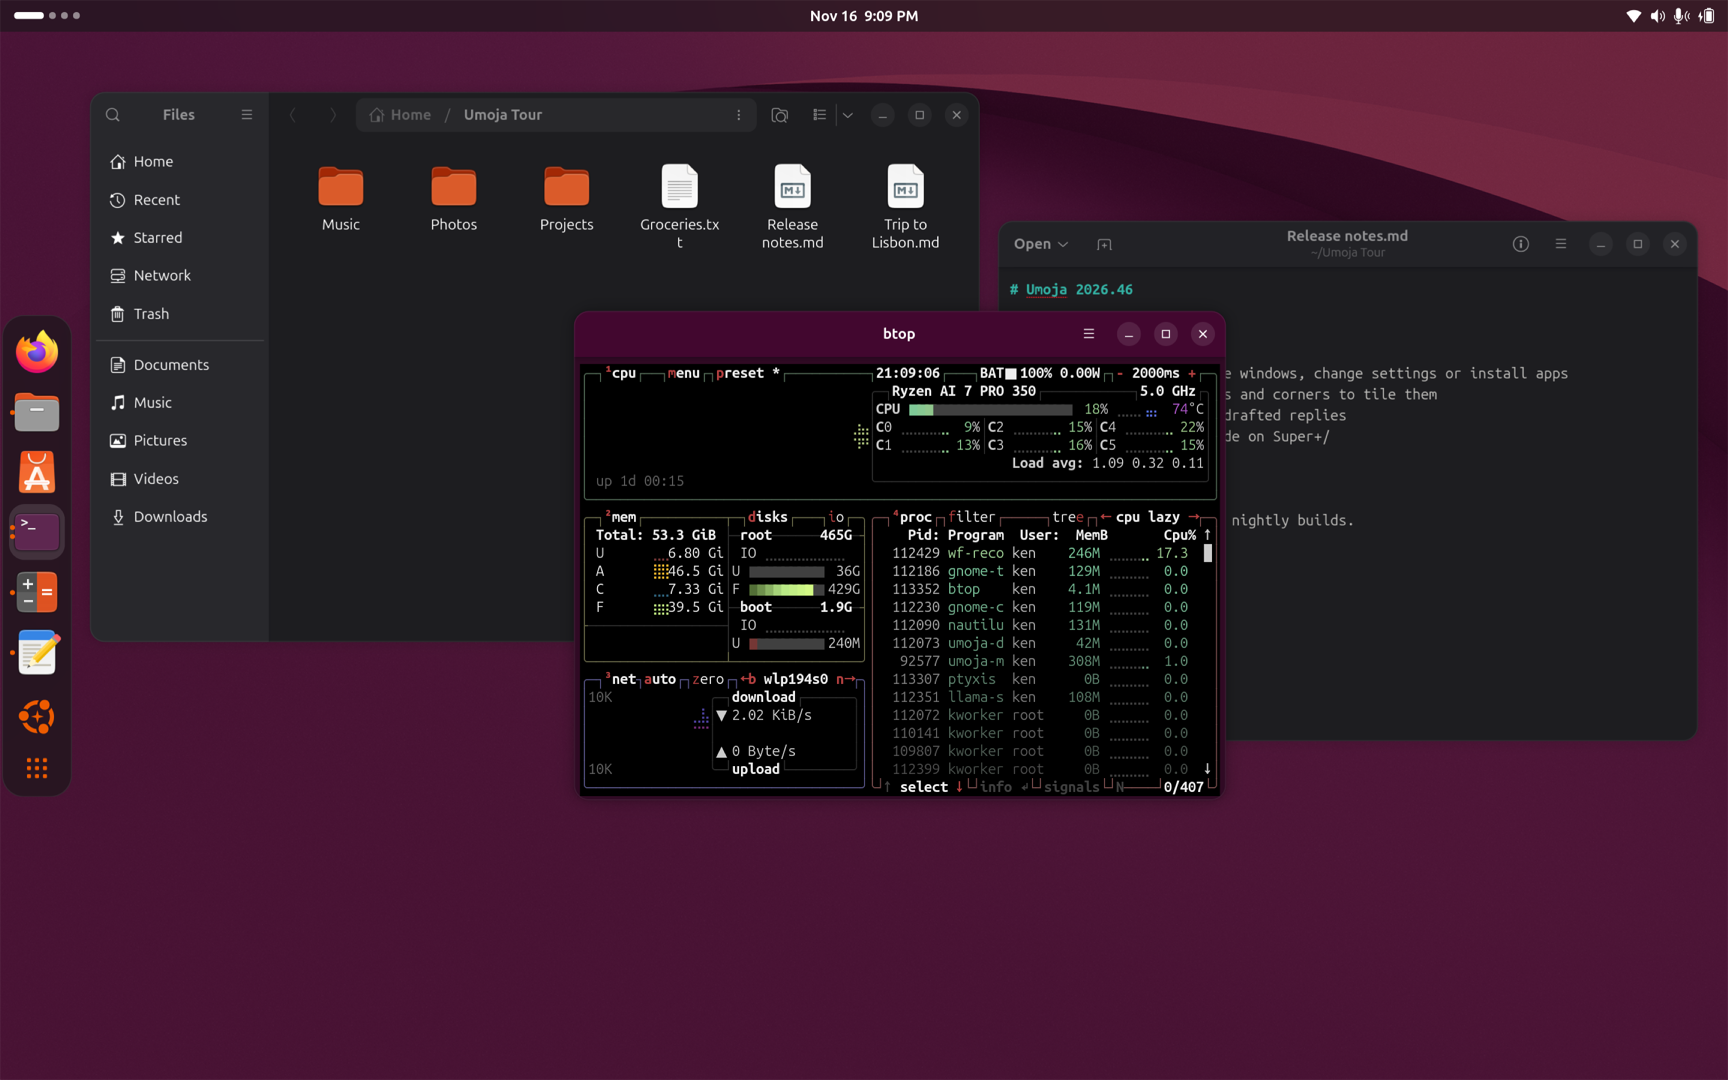 Nov 16 9:09 PM
Files
Home / Umoja Tour
Home
Recent
Starred
Network
Trash
Documents
Music
Pictures
Videos
Downloads
Music
Photos
Projects
Groceries.tx
t
Release
notes.md
Trip to
Lisbon.md
Open
Release notes.md
~/Umoja Tour
# Umoja 2026.46
e windows, change settings or install apps
s and corners to tile them
drafted replies
de on Super+/
nightly builds.
btop
¹cpu menu preset * 21:09:06 BAT 100% 0.00W - 2000ms +
Ryzen AI 7 PRO 350 5.0 GHz
CPU 18% 74°C
C0 9% C2 15% C4 22%
C1 13% C3 16% C5 15%
Load avg: 1.09 0.32 0.11
up 1d 00:15
²mem disks io
Total: 53.3 GiB root 465G
U 6.80 Gi IO
A 46.5 Gi U 36G
C 7.33 Gi F 429G
F 39.5 Gi boot 1.9G
IO
U 240M
³net auto zero ←b wlp194s0 n→
10K download
▼ 2.02 KiB/s
▲ 0 Byte/s
10K upload
⁴proc filter tree ← cpu lazy →
Pid: Program User: MemB Cpu% ↑
112429 wf-reco ken 246M 17.3
112186 gnome-t ken 129M 0.0
113352 btop ken 4.1M 0.0
112230 gnome-c ken 119M 0.0
112090 nautilu ken 131M 0.0
112073 umoja-d ken 42M 0.0
92577 umoja-m ken 308M 1.0
113307 ptyxis ken 0B 0.0
112351 llama-s ken 108M 0.0
112072 kworker root 0B 0.0
110141 kworker root 0B 0.0
109807 kworker root 0B 0.0
112399 kworker root 0B 0.0 ↓
↑ select ↓ info ↲ signals N 0/407